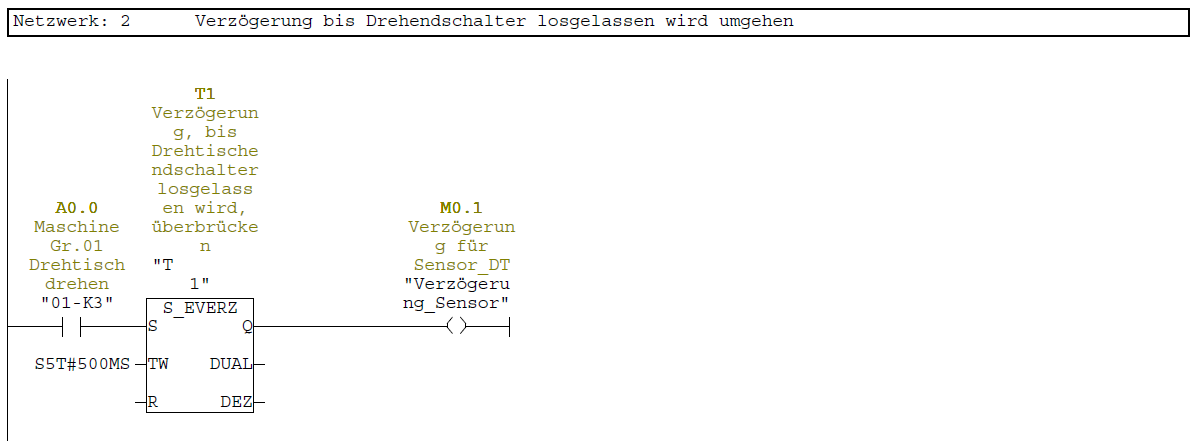 Netzwerk: 2 Verzögerung bis Drehendschalter losgelassen wird umgehen
T1
Verzögerun
g, bis
Drehtische
ndschalter
losgelass
en wird,
überbrücke
n
"T
1"
A0.0
Maschine
Gr.01
Drehtisch
drehen
"01-K3"
M0.1
Verzögerun
g für
Sensor_DT
"Verzögeru
ng_Sensor"
S_EVERZ
S Q
S5T#500MS TW DUAL
R DEZ